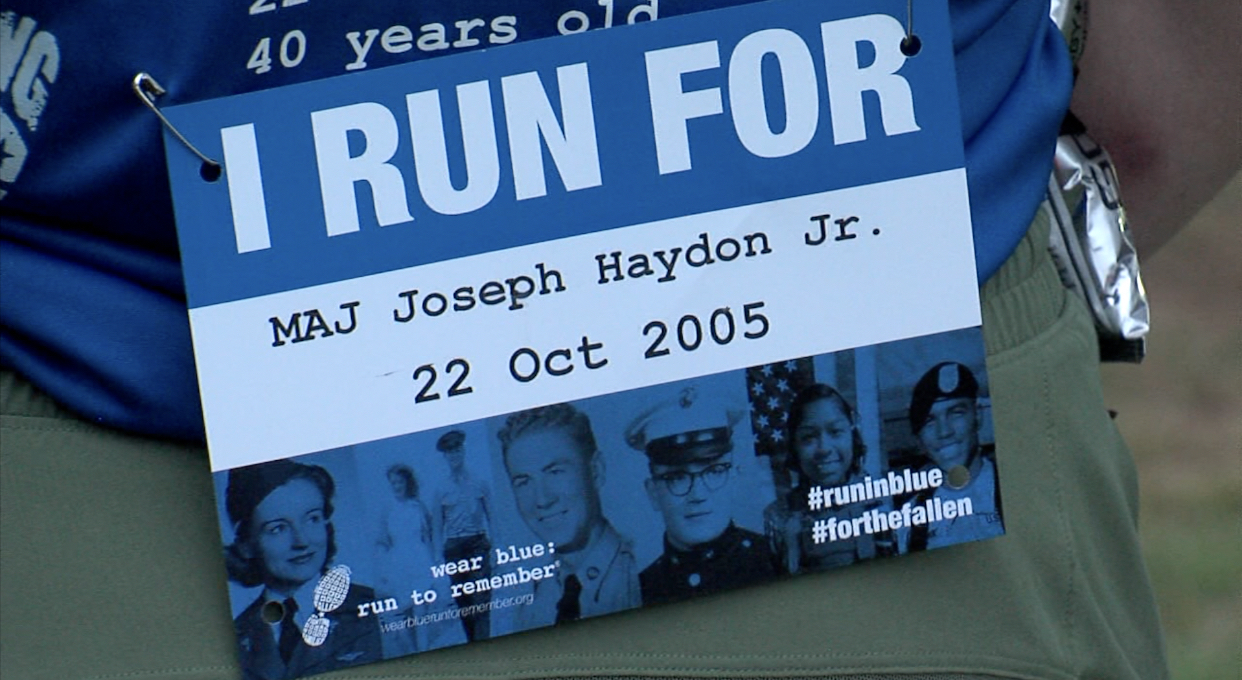 40 years old
I RUN FOR
MAJ Joseph Haydon Jr.
22 Oct 2005
#runinblue
#forthefallen
wear blue:
run to remember
wearbluerunforemember.org